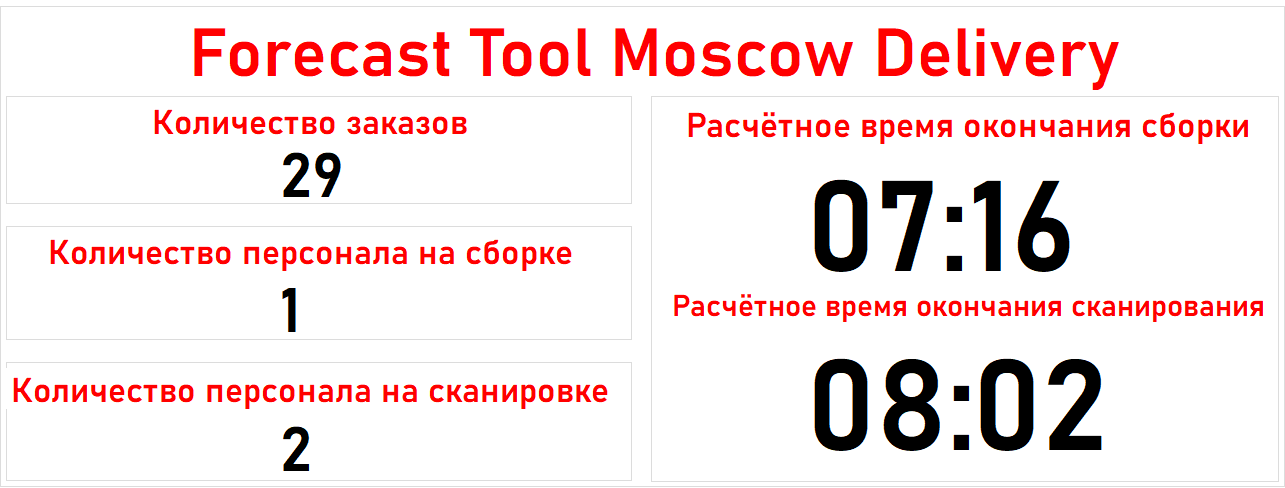 Forecast Tool Moscow Delivery
Количество заказов
29
Количество персонала на сборке
1
Количество персонала на сканировке
2
Расчётное время окончания сборки
07:16
Расчётное время окончания сканирования
08:02